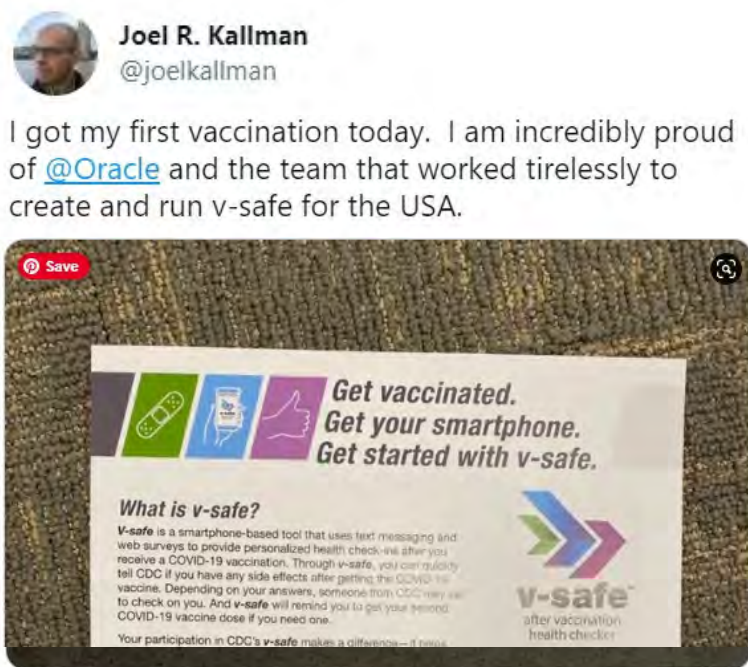 Joel R. Kallman
@joelkallman
I got my first vaccination today. I am incredibly proud
of @Oracle and the team that worked tirelessly to
create and run v-safe for the USA.
Save
Get vaccinated.
Get your smartphone.
Get started with v-safe.
What is v-safe?
V-safe is a smartphone-based tool that uses text messaging and
web surveys to provide personalized health check-ins after you
receive a COVID-19 vaccination. Through v-safe, you can quickly
tell CDC if you have any side effects after getting the COVID-19
vaccine. Depending on your answers, someone from CDC may
to check on you. And v-safe will remind you to get your second
COVID-19 vaccine dose if you need one.
Your participation in CDC's v-safe makes a difference—it
v-safe
after vaccination
health checker